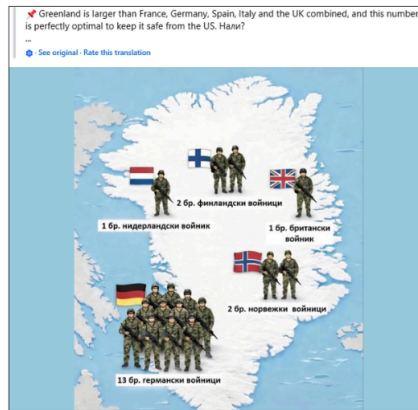 📌 Greenland is larger than France, Germany, Spain, Italy and the UK combined, and this number
is perfectly optimal to keep it safe from the US. Нали?
...
· See original · Rate this translation
2 бр. финландски войници
1 бр. нидерландски войник
1 бр. британски
войник
2 бр. норвежки войници
13 бр. германски войници